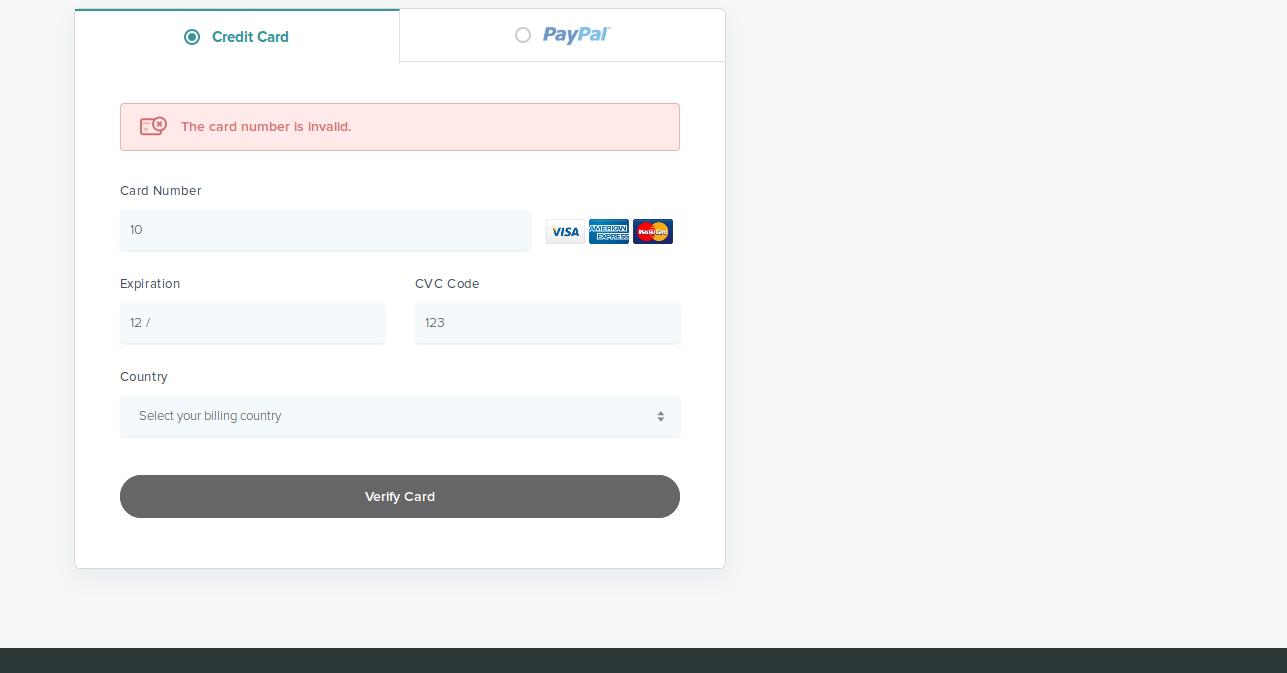 Credit Card
PayPal
The card number is invalid.
Card Number
10
VISA
AMERICAN
EXPRESS
MasterCard
Expiration
CVC Code
12 /
123
Country
Select your billing country
Verify Card